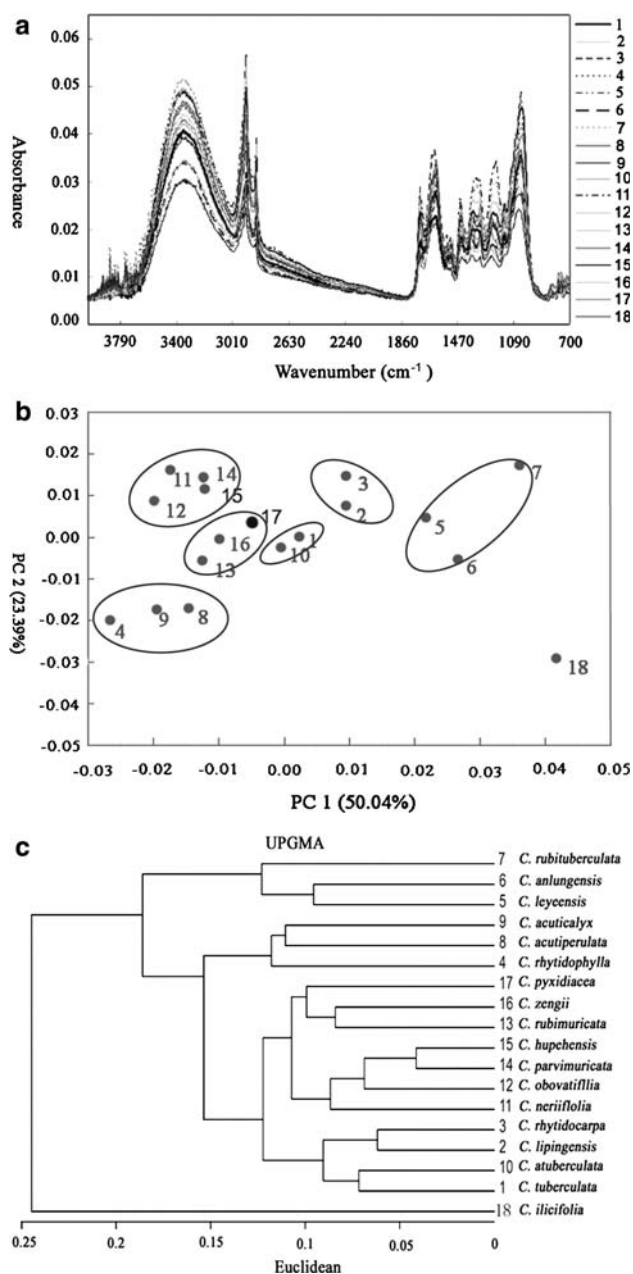 a
0.06
0.05
0.04
0.03
0.02
0.01
0.00
Absorbance
3790 3400 3010 2630 2240 1860 1470 1090 700
Wavenumber (cm-1)
1
2
3
4
5
6
7
8
9
10
11
12
13
14
15
16
17
18
b
0.03
0.02
0.01
0.00
-0.01
-0.02
-0.03
-0.05
PC 2 (23.39%)
11 14
12 15
3
2
7
5
6
17
16
13
1
10
4 9 8
18
-0.03 -0.02 -0.01 0.00 0.01 0.02 0.03 0.04 0.05
PC 1 (50.04%)
c
UPGMA
7 C. rubituberculata
6 C. anlungensis
5 C. leyeensis
9 C. acuticalyx
8 C. acutiperulata
4 C. rhytidophylla
17 C. pyxidiacea
16 C. zengii
13 C. rubimuricata
15 C. hupehensis
14 C. parvimuricata
12 C. obovatifllia
11 C. neriiflolia
3 C. rhytidocarpa
2 C. lipingensis
10 C. atuberculata
1 C. tuberculata
18 C. ilicifolia
0.25 0.2 0.15 0.1 0.05 0
Euclidean